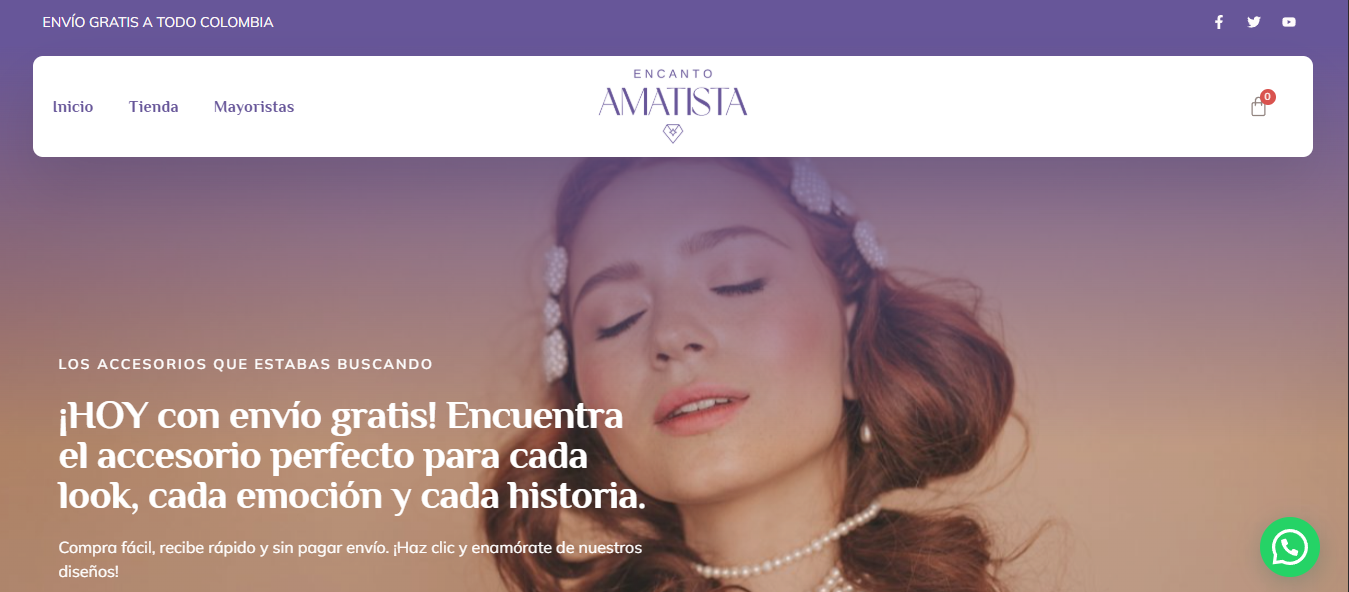 ENVÍO GRATIS A TODO COLOMBIA
Inicio Tienda Mayoristas
ENCANTO
AMATISTA
0
LOS ACCESORIOS QUE ESTABAS BUSCANDO
¡HOY con envío gratis! Encuentra
el accesorio perfecto para cada
look, cada emoción y cada historia.
Compra fácil, recibe rápido y sin pagar envío. ¡Haz clic y enamórate de nuestros
diseños!